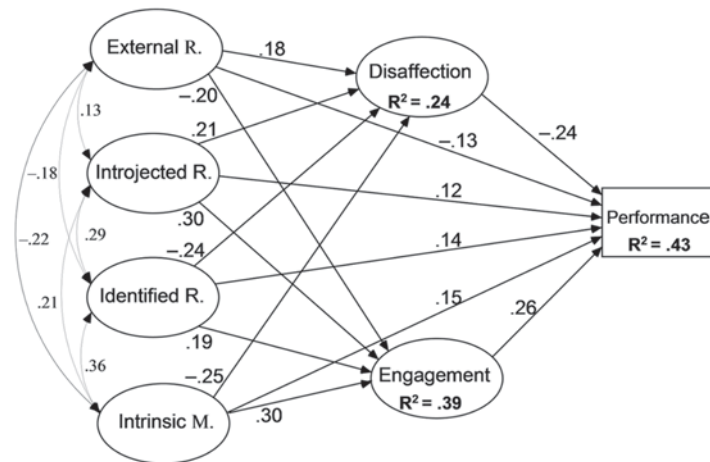 External R.
.18
Disaffection
R² = .24
–.20
.13
.21
–.13
–.24
Introjected R.
.12
–.18
.30
Performance
R² = .43
–.22
.29
–.24
.14
Identified R.
.15
.21
.19
.26
.36
–.25
Engagement
R² = .39
Intrinsic M.
.30